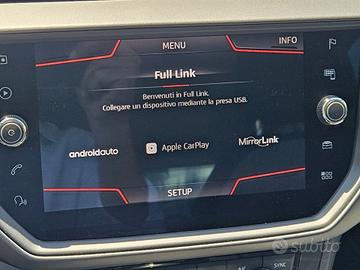 MENU
INFO
Full Link
Benvenuti in Full Link.
Collegare un dispositivo mediante la presa USB.
androidauto
Apple CarPlay
MirrorLink
SETUP
A/C
SYNC
subito